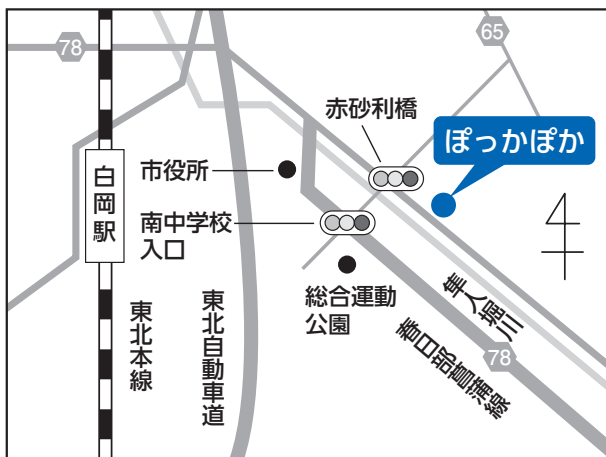 78
65
赤砂利橋
ぽっかぽか
市役所
白岡駅
南中学校
入口
総合運動
公園
隼人堀川
東北本線
東北自動車道
春日部菖蒲線
78